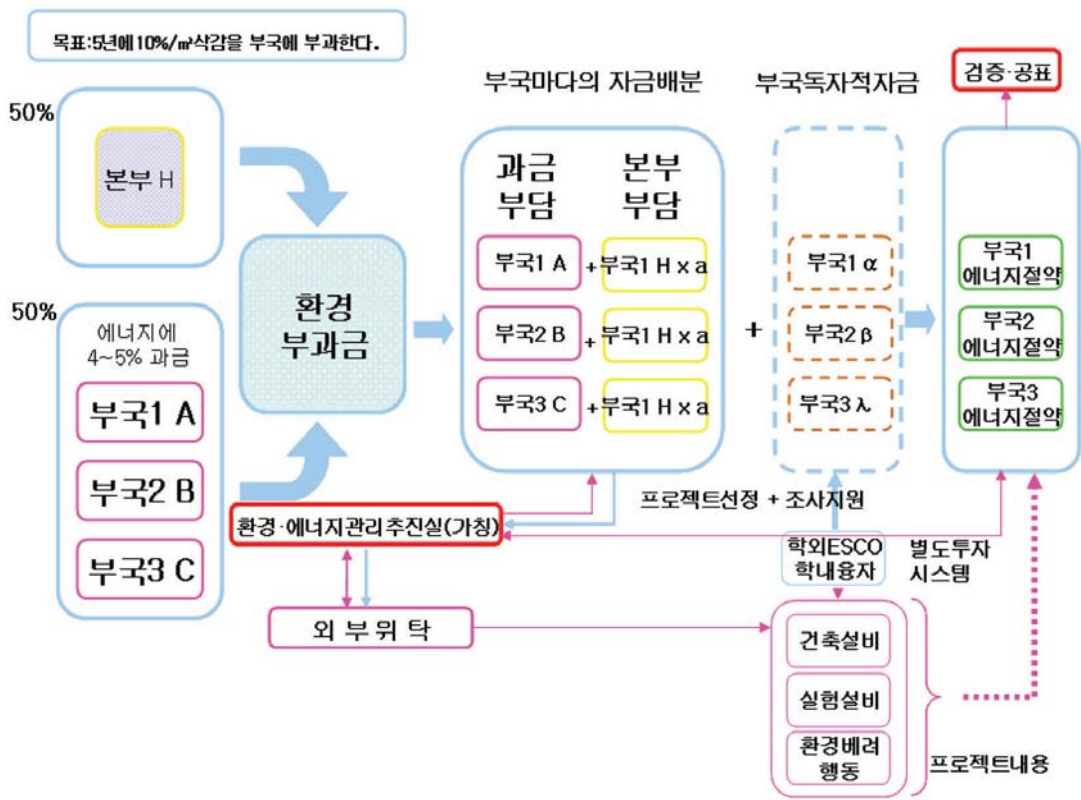 목표:5년에10%/㎡삭감을 부국에 부과한다.
부국마다의 자금배분
부국독자적자금
검증·공표
50%
본부 H
과금
부담
본부
부담
환경
부과금
부국1 A
+
부국1 H x a
부국2 B
+
부국1 H x a
부국3 C
+
부국1 H x a
+
부국1 α
부국2 β
부국3 λ
부국1
에너지절약
부국2
에너지절약
부국3
에너지절약
50%
에너지에
4~5% 과금
부국1 A
부국2 B
부국3 C
프로젝트선정 + 조사지원
환경·에너지관리추진실(가칭)
학외ESCO
학내융자
별도투자
시스템
외부위탁
건축설비
실험설비
환경배려
행동
프로젝트내용